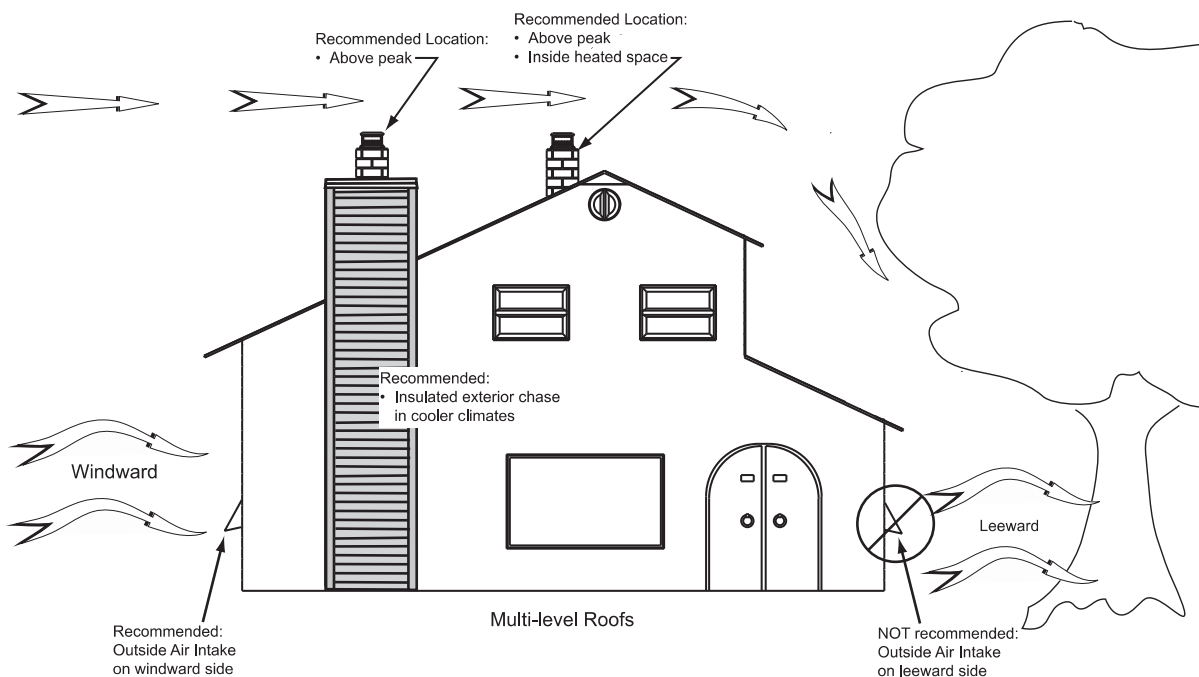 Recommended Location:
• Above peak
Recommended Location:
• Above peak
• Inside heated space
Recommended:
• Insulated exterior chase
in cooler climates
Windward
Leeward
Multi-level Roofs
Recommended:
Outside Air Intake
on windward side
NOT recommended:
Outside Air Intake
on leeward side